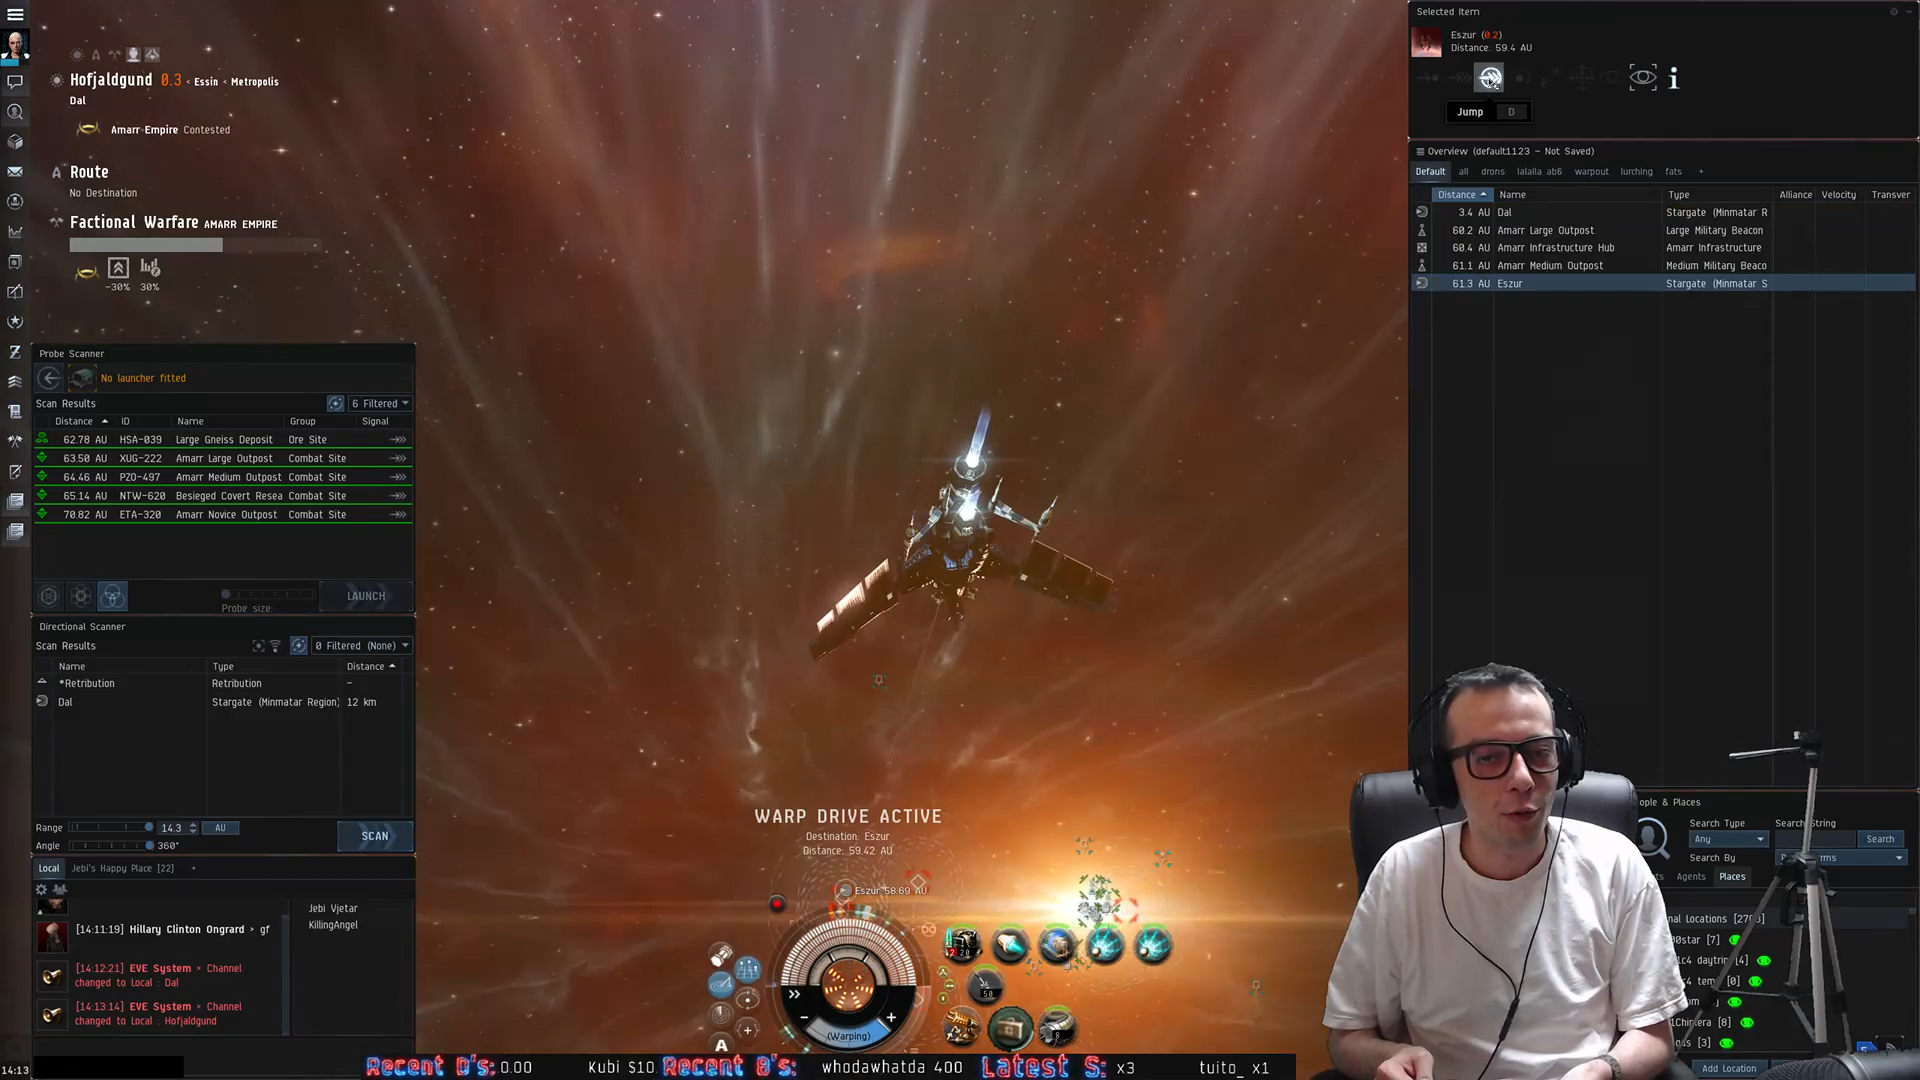 Hofjaldgund 0.3 < Essin < Metropolis
Dal
Amarr Empire Contested
Route
No Destination
Factional Warfare AMARR EMPIRE
-30% 30%
Probe Scanner
No launcher fitted
Scan Results 6 Filtered
Distance ID Name Group Signal
62.78 AU HSA-039 Large Gneiss Deposit Ore Site
63.50 AU XUG-222 Amarr Large Outpost Combat Site
64.46 AU PZO-497 Amarr Medium Outpost Combat Site
65.14 AU NTW-620 Besieged Covert Resea Combat Site
70.82 AU ETA-320 Amarr Novice Outpost Combat Site
Probe size:
LAUNCH
Directional Scanner
Scan Results 0 Filtered (None)
Name Type Distance
*Retribution Retribution -
Dal Stargate (Minmatar Region) 12 km
Range 14.3 AU
Angle 360°
SCAN
Local Jebi's Happy Place [22]
[14:11:19] Hillary Clinton Ongrard > gf
[14:12:21] EVE System > Channel
changed to Local : Dal
[14:13:14] EVE System > Channel
changed to Local : Hofjaldgund
Jebi Vjetar
KillingAngel
14:13
WARP DRIVE ACTIVE
Destination: Eszur
Distance: 59.42 AU
Eszur 58.69 AU
(Warping)
A
50
Recent D's: 0.00 Kubi $10. Recent B's: whodawhatda 400 Latest S: x3 tuito_ x1
Selected Item
Eszur (0.2)
Distance: 59.4 AU
Jump D
Overview (default1123 - Not Saved)
Default all drons lalalla ab6 warpout lurching fats +
Distance Name Type Alliance Velocity Transver
3.4 AU Dal Stargate (Minmatar R
60.2 AU Amarr Large Outpost Large Military Beacon
60.4 AU Amarr Infrastructure Hub Amarr Infrastructure
61.1 AU Amarr Medium Outpost Medium Military Beaco
61.3 AU Eszur Stargate (Minmatar S
ople & Places
Search Type Search String
Any Search
Search By
Agents Places
nal Locations
Add Location